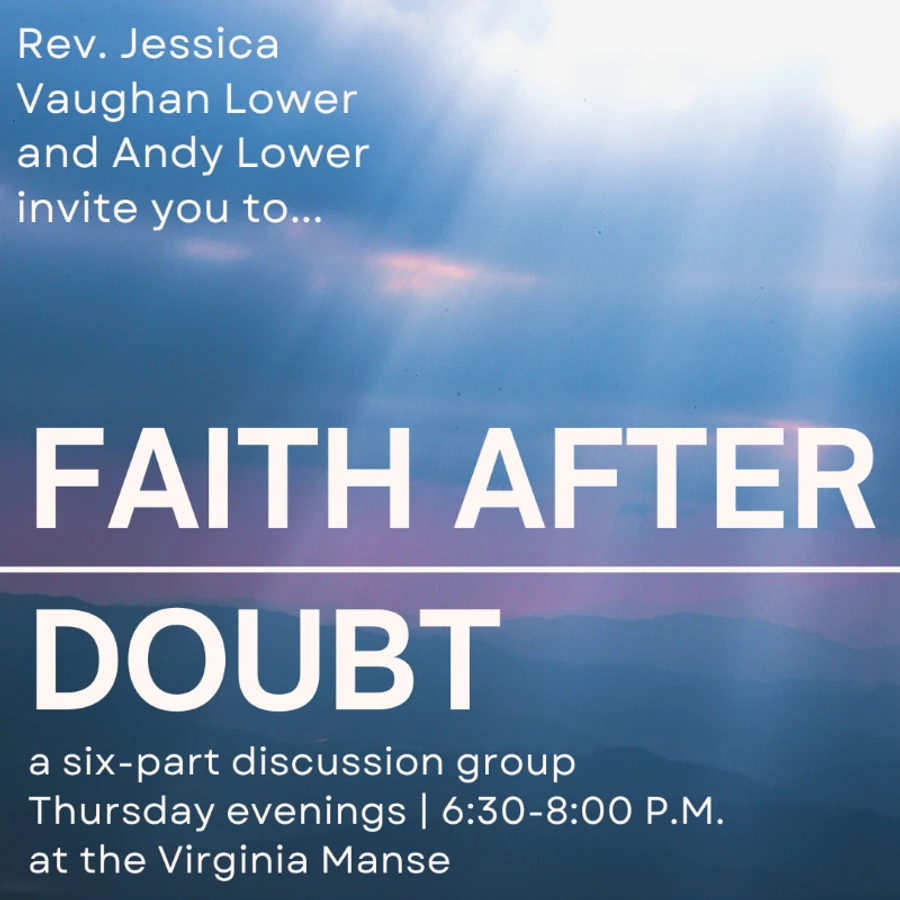 Rev. Jessica
Vaughan Lower
and Andy Lower
invite you to...
FAITH AFTER
DOUBT
a six-part discussion group
Thursday evenings | 6:30-8:00 P.M.
at the Virginia Manse